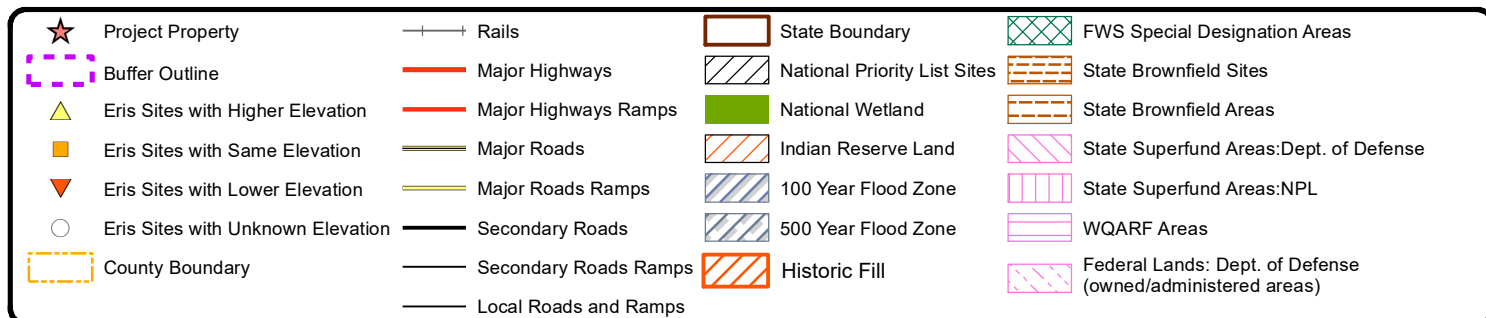 Project Property
Buffer Outline
Eris Sites with Higher Elevation
Eris Sites with Same Elevation
Eris Sites with Lower Elevation
Eris Sites with Unknown Elevation
County Boundary
Rails
Major Highways
Major Highways Ramps
Major Roads
Major Roads Ramps
Secondary Roads
Secondary Roads Ramps
Local Roads and Ramps
State Boundary
National Priority List Sites
National Wetland
Indian Reserve Land
100 Year Flood Zone
500 Year Flood Zone
Historic Fill
FWS Special Designation Areas
State Brownfield Sites
State Brownfield Areas
State Superfund Areas:Dept. of Defense
State Superfund Areas:NPL
WQARF Areas
Federal Lands: Dept. of Defense
(owned/administered areas)